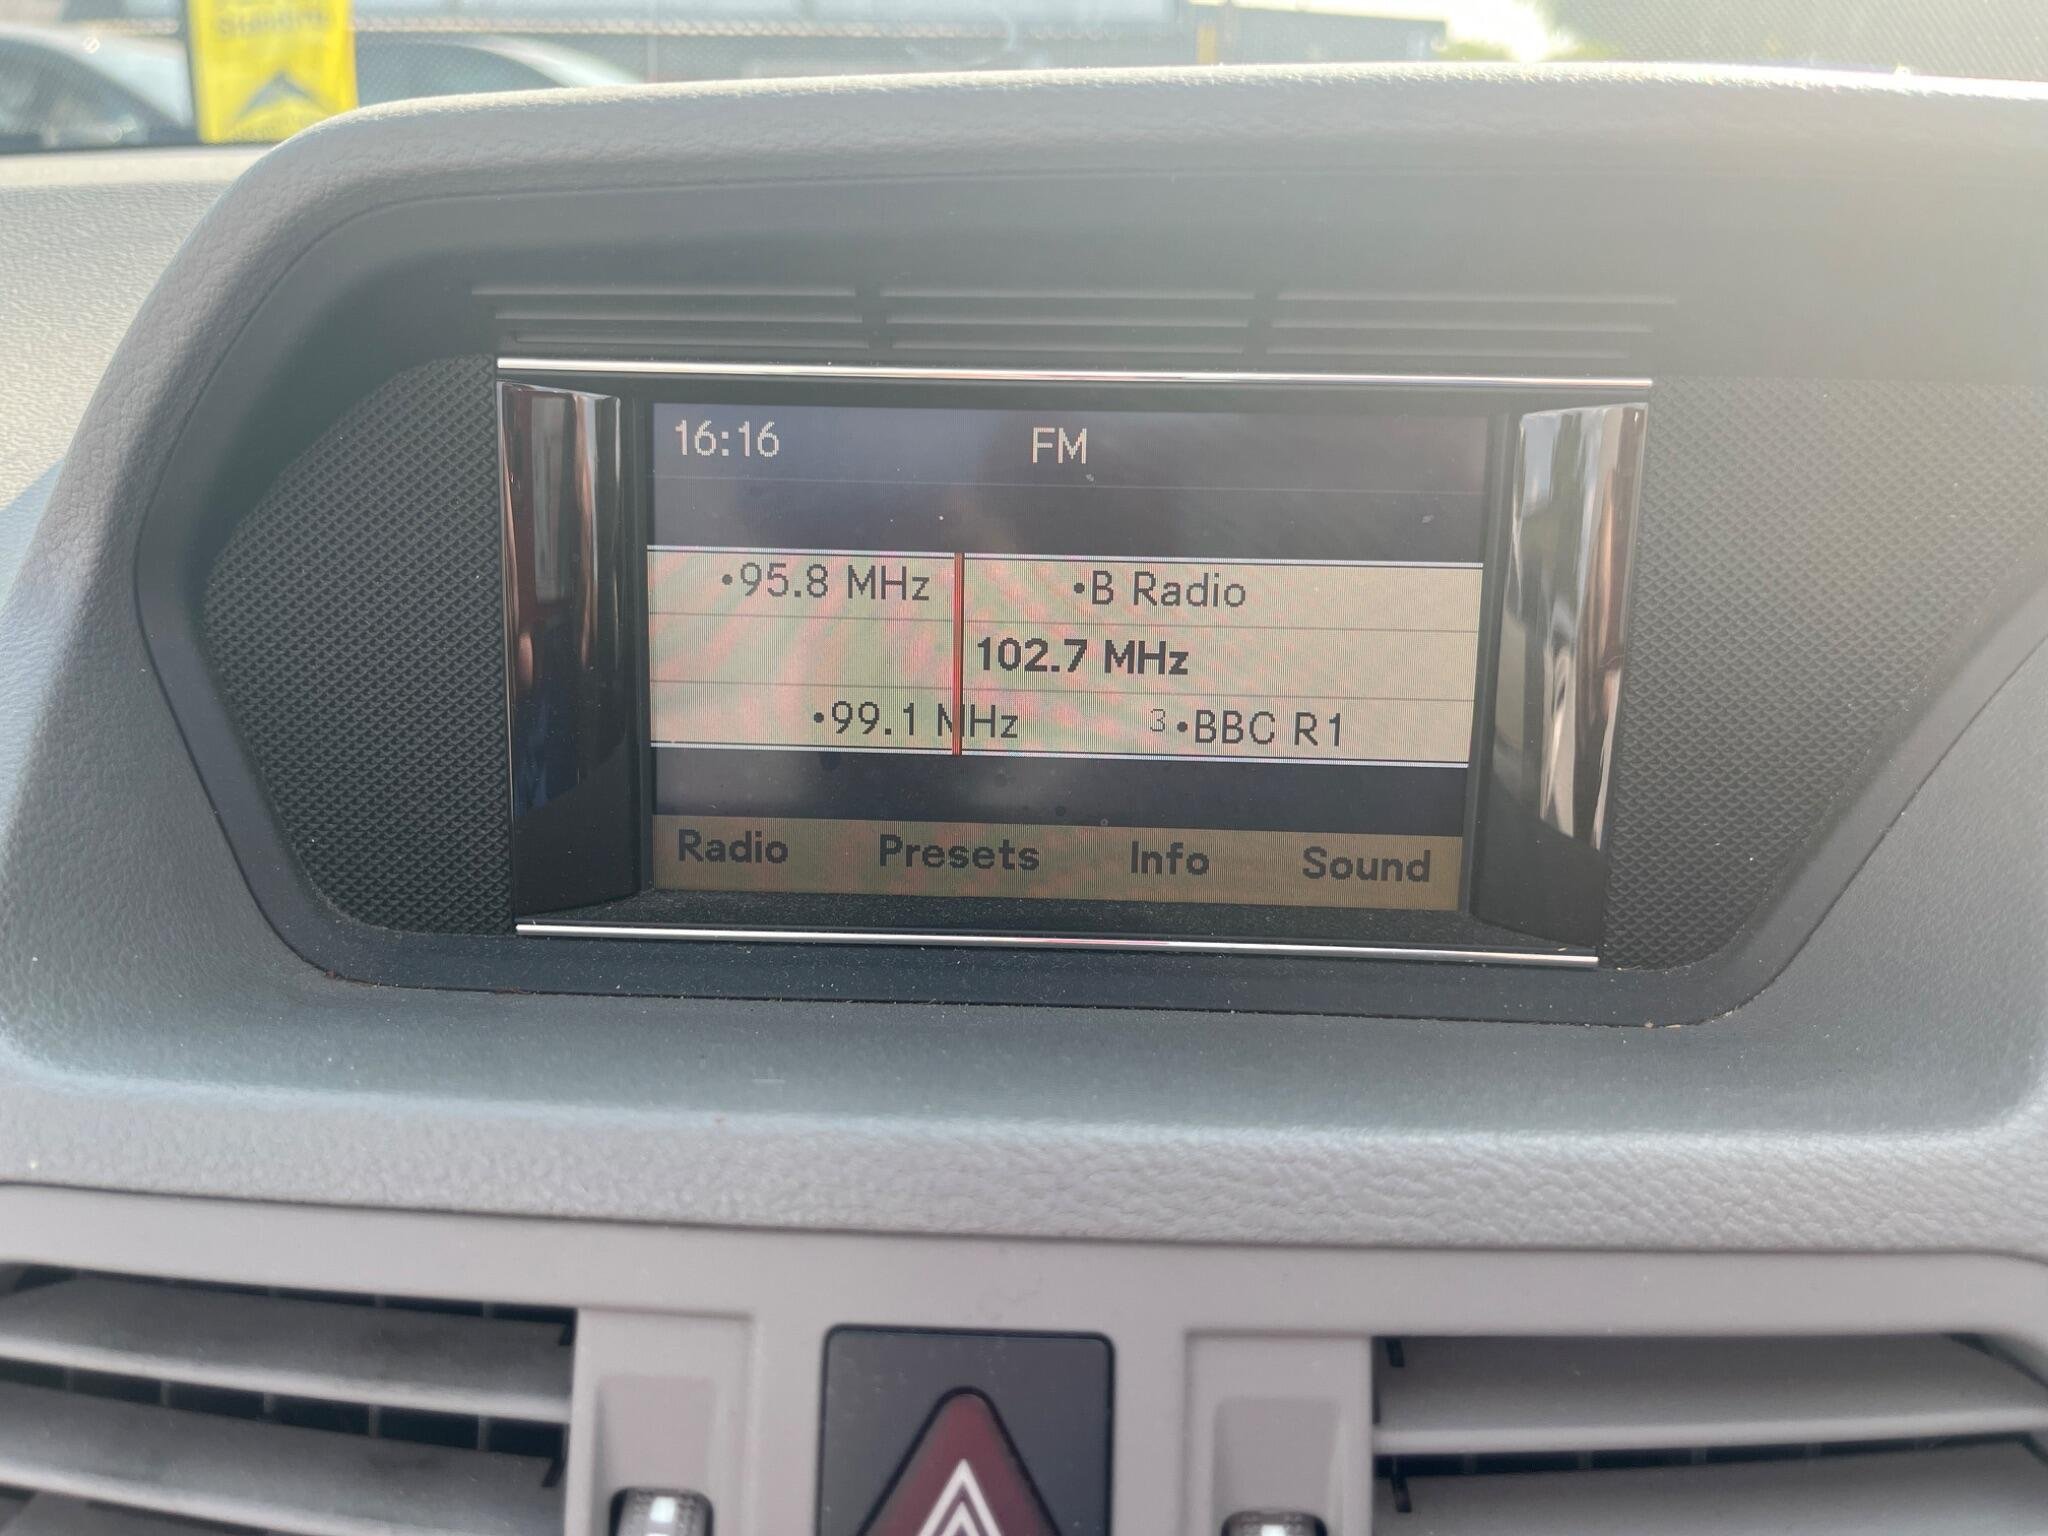 16:16 FM
•95.8 MHz •B Radio
102.7 MHz
•99.1 MHz 3•BBC R1
Radio Presets Info Sound